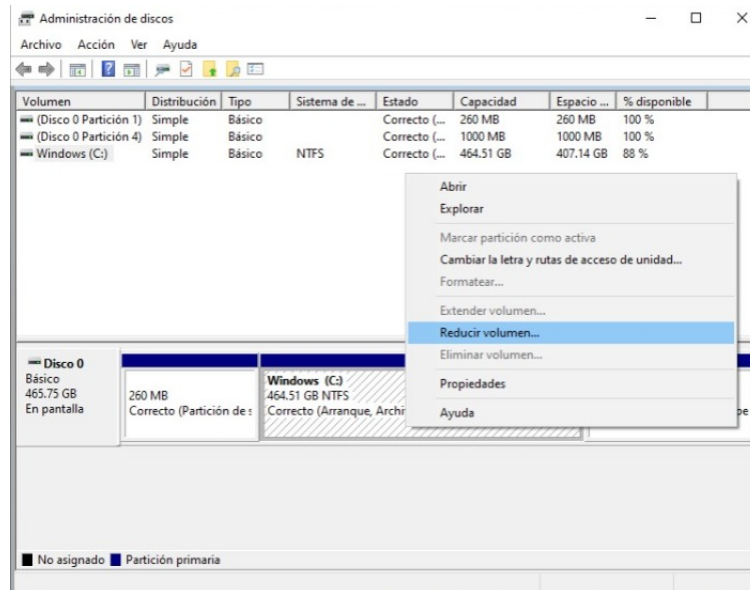 Administración de discos
Archivo Acción Ver Ayuda
Volumen Distribución Tipo Sistema de ... Estado Capacidad Espacio ... % disponible
(Disco 0 Partición 1) Simple Básico Correcto (... 260 MB 260 MB 100 %
(Disco 0 Partición 4) Simple Básico Correcto (... 1000 MB 1000 MB 100 %
Windows (C:) Simple Básico NTFS Correcto (... 464.51 GB 407.14 GB 88 %
Abrir
Explorar
Marcar partición como activa
Cambiar la letra y rutas de acceso de unidad...
Formatear...
Extender volumen...
Reducir volumen...
Eliminar volumen...
Propiedades
Ayuda
Disco 0
Básico
465.75 GB
En pantalla
260 MB
Correcto (Partición de s
Windows (C:)
464.51 GB NTFS
Correcto (Arranque, Archi
No asignado Partición primaria